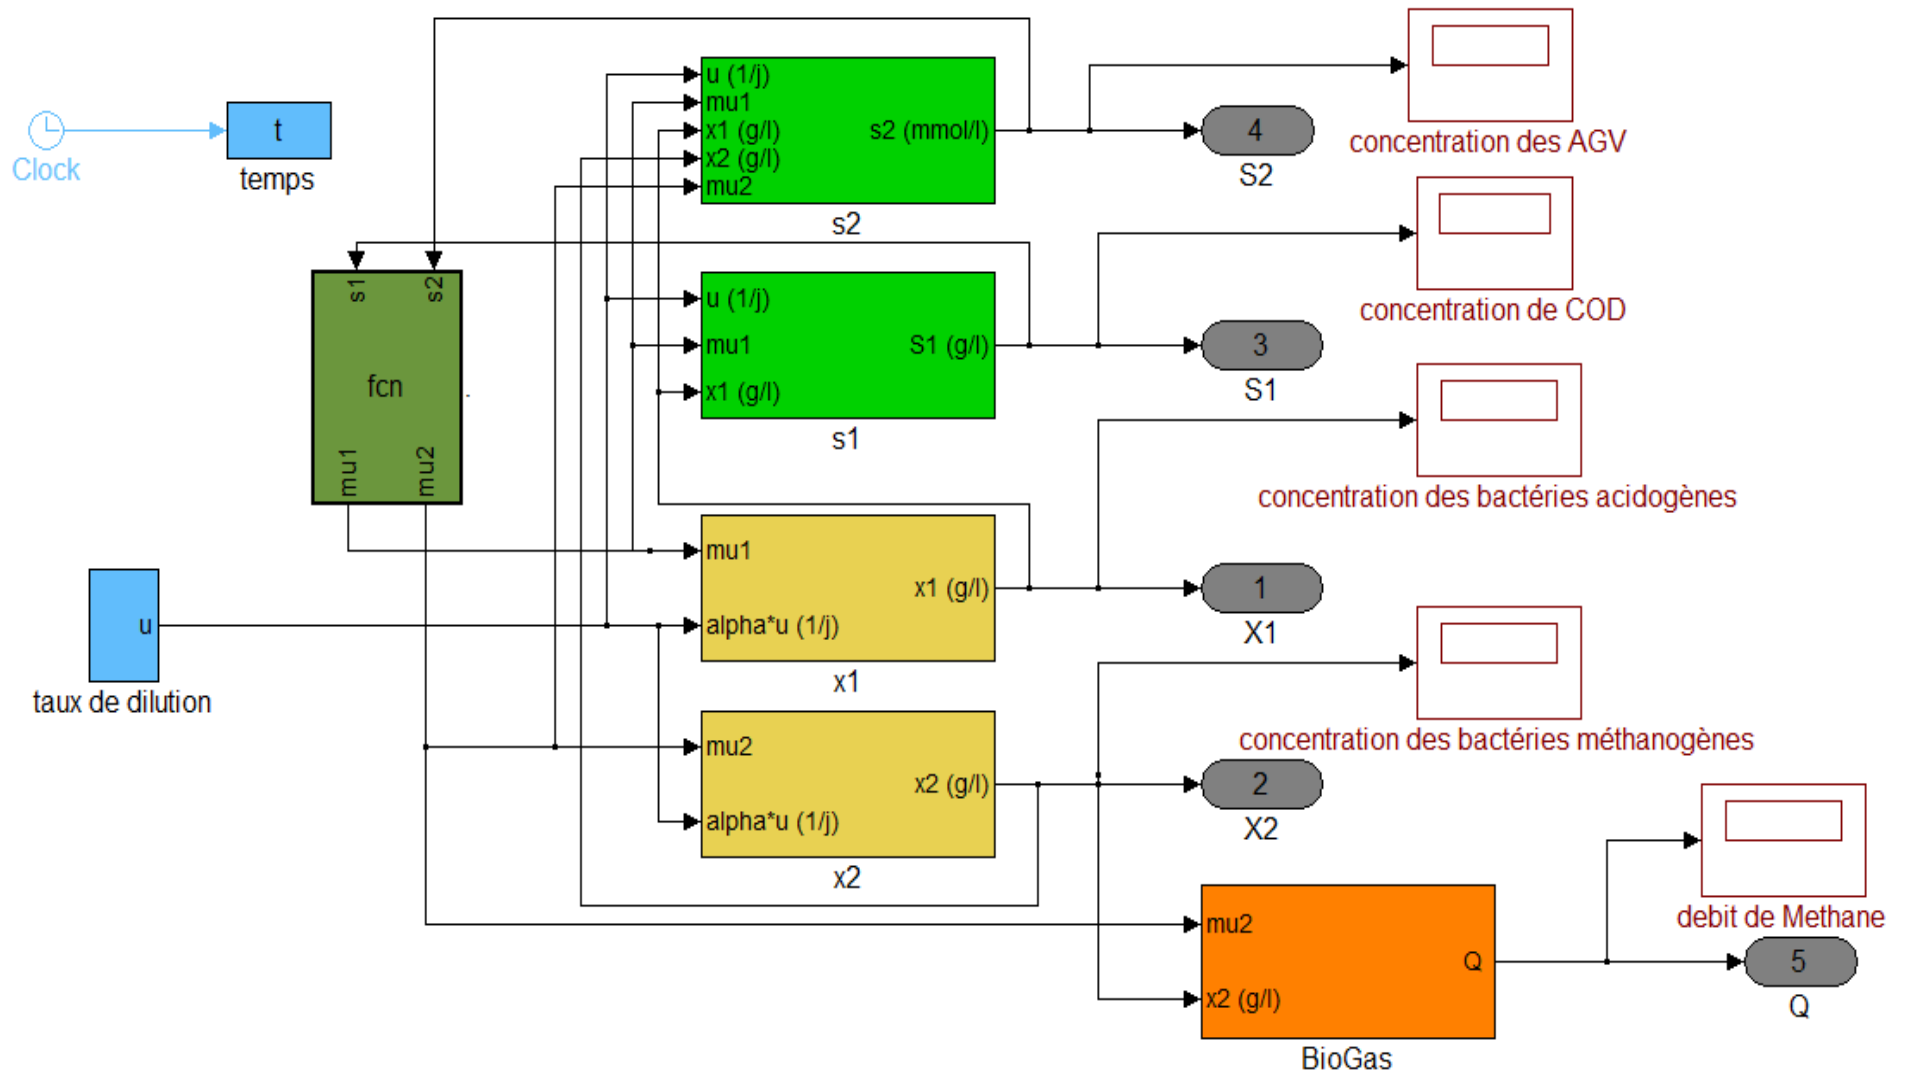 Clock
t
temps
u (1/j)
mu1
x1 (g/l)
x2 (g/l)
mu2
s2 (mmol/l)
s2
4
S2
concentration des AGV
s1
s2
fcn
mu1
mu2
u (1/j)
mu1
x1 (g/l)
S1 (g/l)
s1
3
S1
concentration de COD
concentration des bactéries acidogènes
u
taux de dilution
mu1
alpha*u (1/j)
x1 (g/l)
x1
1
X1
mu2
alpha*u (1/j)
x2 (g/l)
x2
concentration des bactéries méthanogènes
2
X2
mu2
x2 (g/l)
Q
BioGas
debit de Methane
5
Q